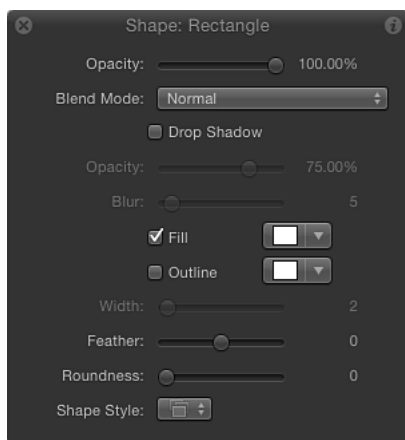 Shape: Rectangle
Opacity: 100.00%
Blend Mode: Normal
Drop Shadow
Opacity: 75.00%
Blur: 5
Fill
Outline
Width: 2
Feather: 0
Roundness: 0
Shape Style: